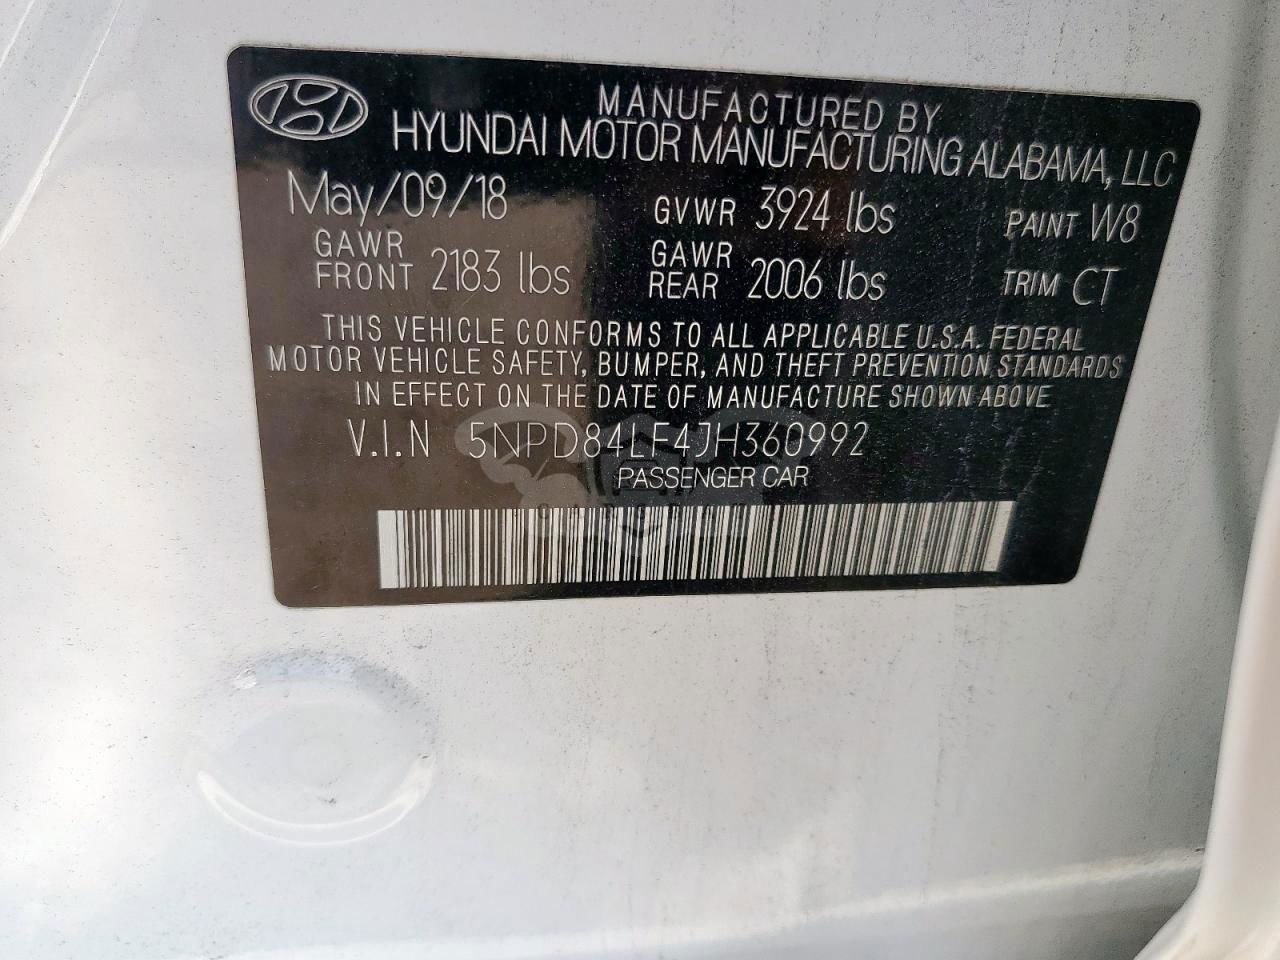 MANUFACTURED BY
HYUNDAI MOTOR MANUFACTURING ALABAMA, LLC
May/09/18 GVWR 3924 lbs PAINT W8
GAWR FRONT 2183 lbs GAWR REAR 2006 lbs TRIM CT
THIS VEHICLE CONFORMS TO ALL APPLICABLE U.S.A. FEDERAL
MOTOR VEHICLE SAFETY, BUMPER, AND THEFT PREVENTION STANDARDS
IN EFFECT ON THE DATE OF MANUFACTURE SHOWN ABOVE.
V.I.N 5NPD84LF4JH360992
PASSENGER CAR